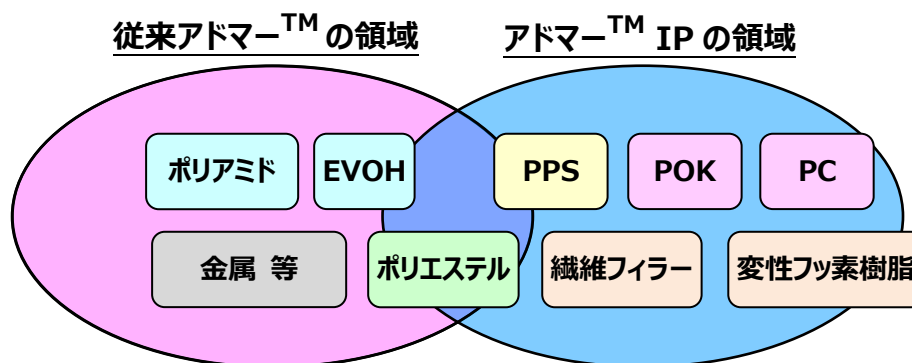 従来アドマー™ の領域
アドマー™ IP の領域
ポリアミド
EVOH
PPS
POK
PC
金属 等
ポリエステル
繊維フィラー
変性フッ素樹脂